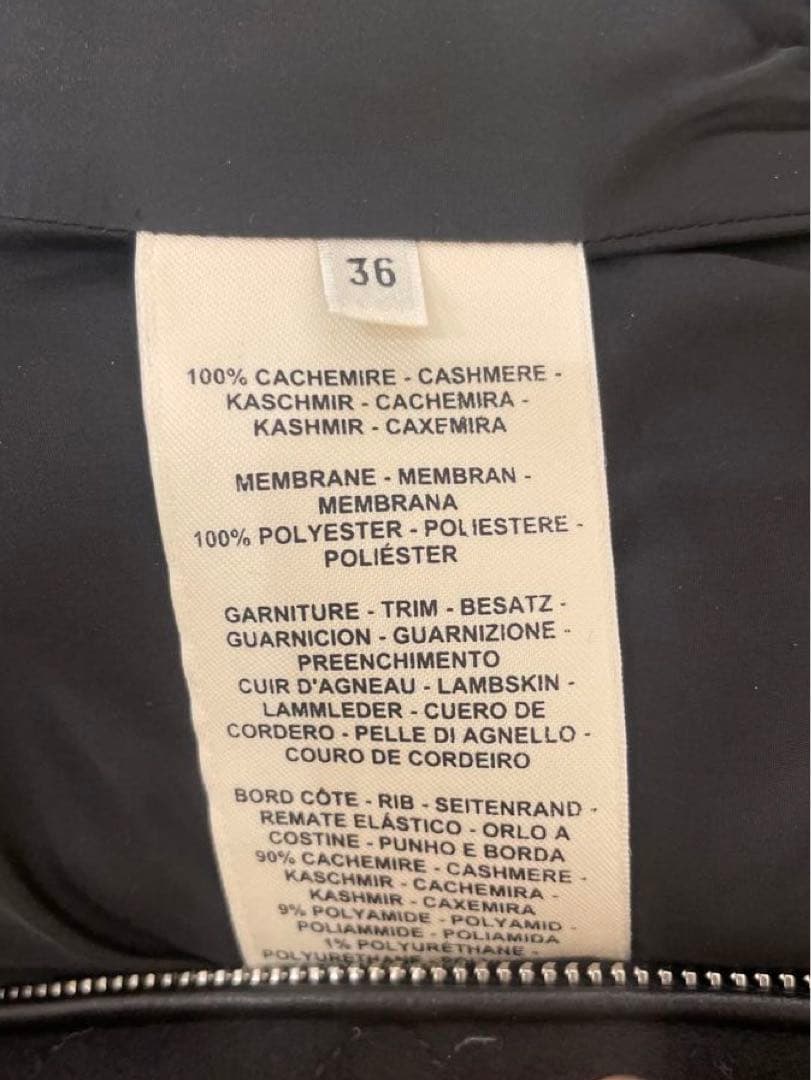 36
100% CACHEMIRE - CASHMERE -
KASCHMIR - CACHEMIRA -
KASHMIR - CAXEMIRA
MEMBRANE - MEMBRAN -
MEMBRANA
100% POLYESTER - POLIESTERE -
POLIÉSTER
GARNITURE - TRIM - BESATZ -
GUARNICION - GUARNIZIONE -
PREENCHIMENTO
CUIR D'AGNEAU - LAMBSKIN -
LAMMLEDER - CUERO DE
CORDERO - PELLE DI AGNELLO -
COURO DE CORDEIRO
BORD CÔTE - RIB - SEITENRAND -
REMATE ELÁSTICO - ORLO A
COSTINE - PUNHO E BORDA
90% CACHEMIRE - CASHMERE -
KASCHMIR - CACHEMIRA -
KASHMIR - CAXEMIRA
9% POLYAMIDE - POLYAMID -
POLIAMMIDE - POLIAMIDA
1% POLYURÉTHANE -
POLYURETHANE -